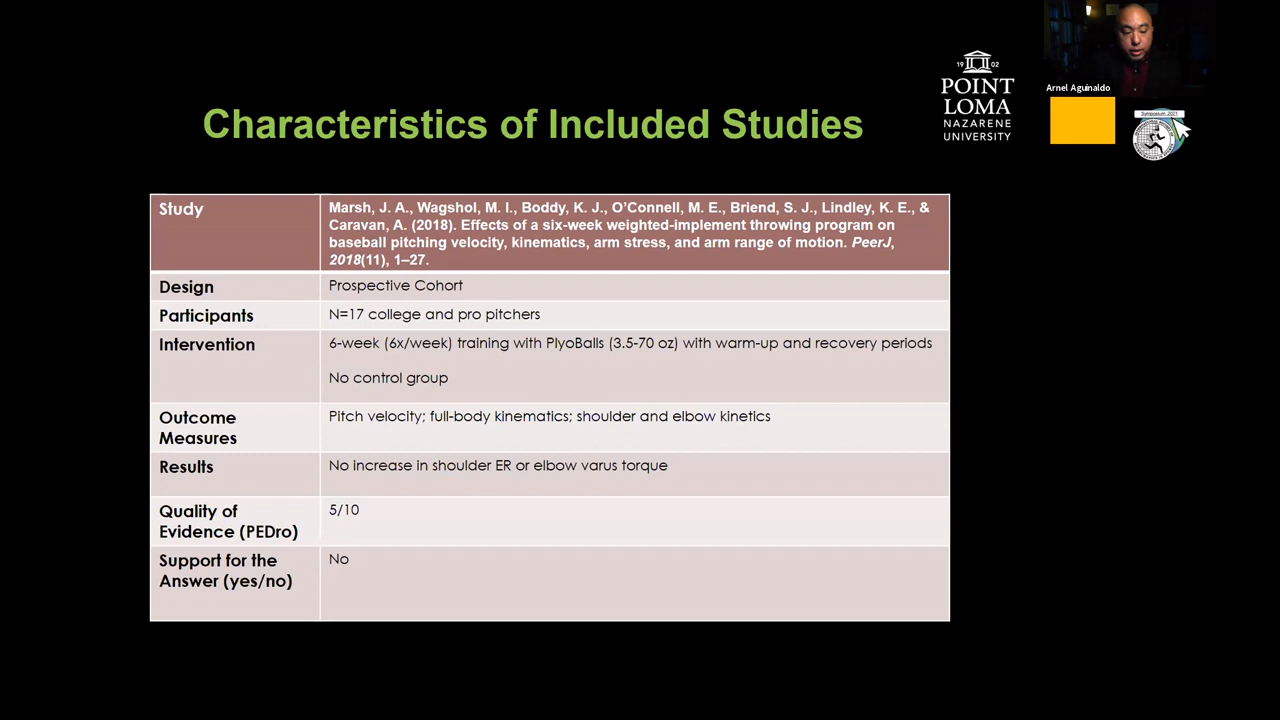 19 02
POINT
LOMA
NAZARENE
UNIVERSITY
Arnel Aguinaldo
Symposium 2021
Characteristics of Included Studies
Study
Marsh, J. A., Wagshol, M. I., Boddy, K. J., O’Connell, M. E., Briend, S. J., Lindley, K. E., &
Caravan, A. (2018). Effects of a six-week weighted-implement throwing program on
baseball pitching velocity, kinematics, arm stress, and arm range of motion. PeerJ,
2018(11), 1–27.
Design
Prospective Cohort
Participants
N=17 college and pro pitchers
Intervention
6-week (6x/week) training with PlyoBalls (3.5-70 oz) with warm-up and recovery periods
No control group
Outcome
Measures
Pitch velocity; full-body kinematics; shoulder and elbow kinetics
Results
No increase in shoulder ER or elbow varus torque
Quality of
Evidence (PEDro)
5/10
Support for the
Answer (yes/no)
No